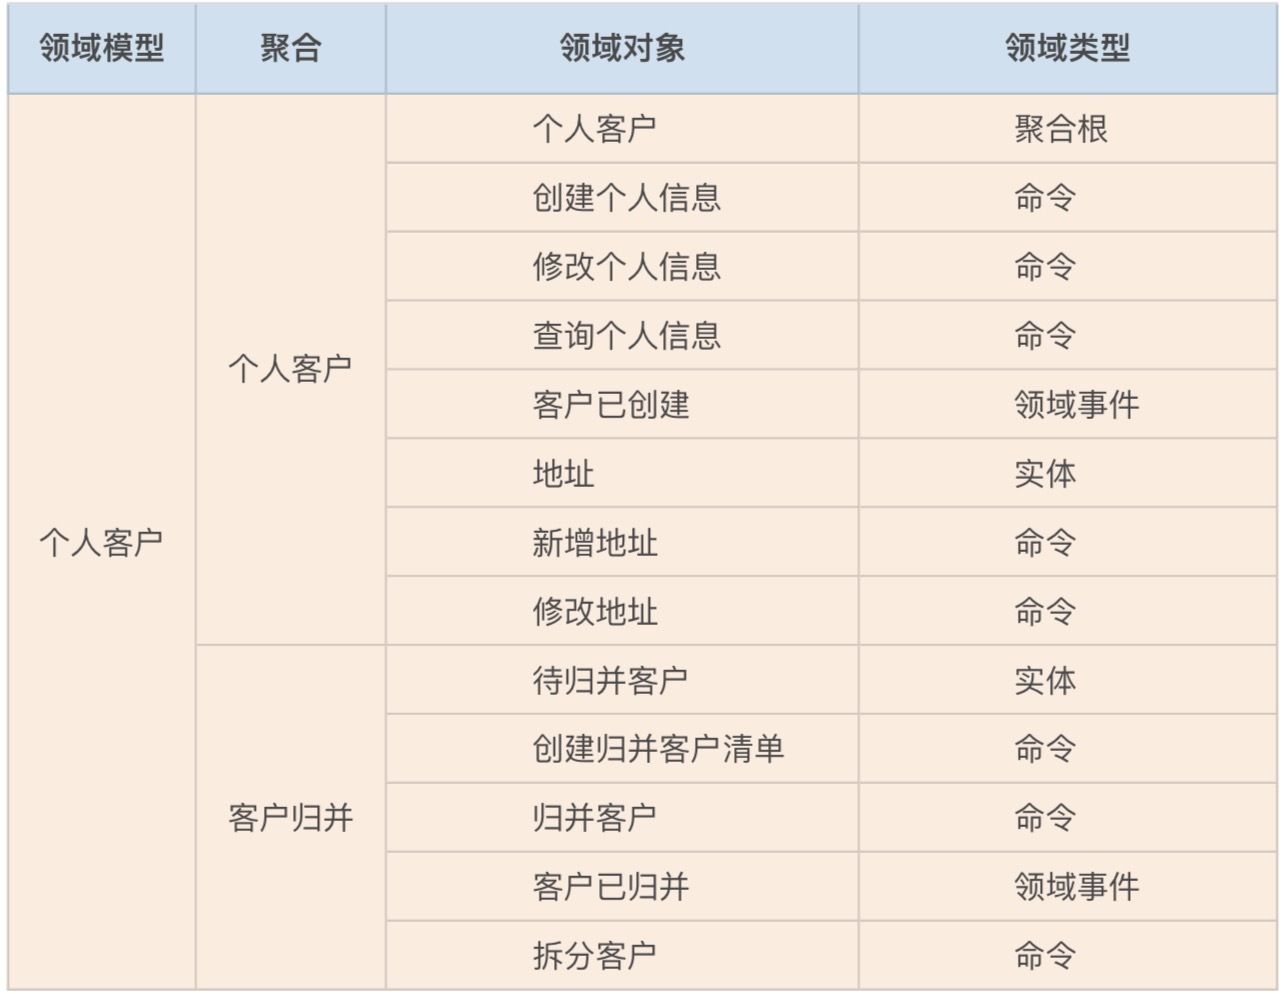 领域模型 聚合 领域对象 领域类型
个人客户 聚合根
创建个人信息 命令
修改个人信息 命令
查询个人信息 命令
个人客户
客户已创建 领域事件
地址 实体
个人客户
新增地址 命令
修改地址 命令
待归并客户 实体
创建归并客户清单 命令
客户归并
归并客户 命令
客户已归并 领域事件
拆分客户 命令